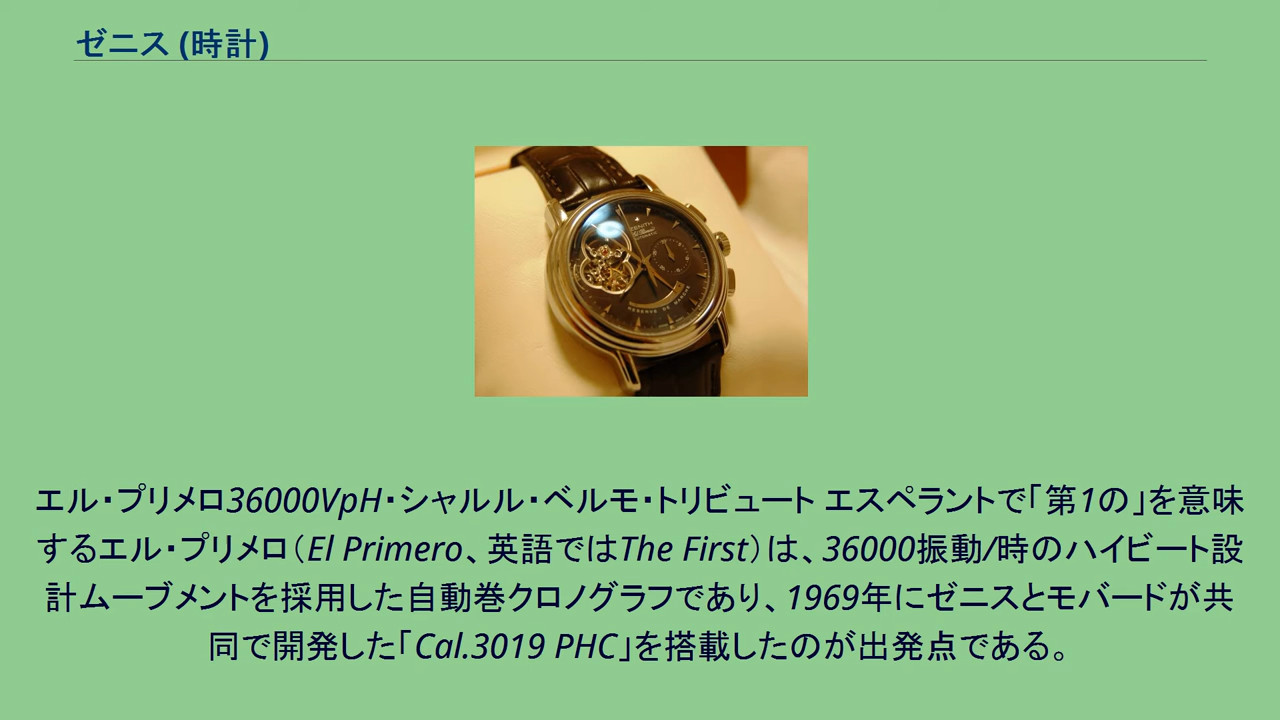 ゼニス (時計)
ZENITH
El Primero
AUTOMATIC
RESERVE DE MARCHE
エル・プリメロ36000VpH・シャルル・ベルモ・トリビュート エスペラントで「第1の」を意味
するエル・プリメロ（El Primero、英語ではThe First）は、36000振動/時のハイビート設
計ムーブメントを採用した自動巻クロノグラフであり、1969年にゼニスとモバードが共
同で開発した「Cal.3019 PHC」を搭載したのが出発点である。